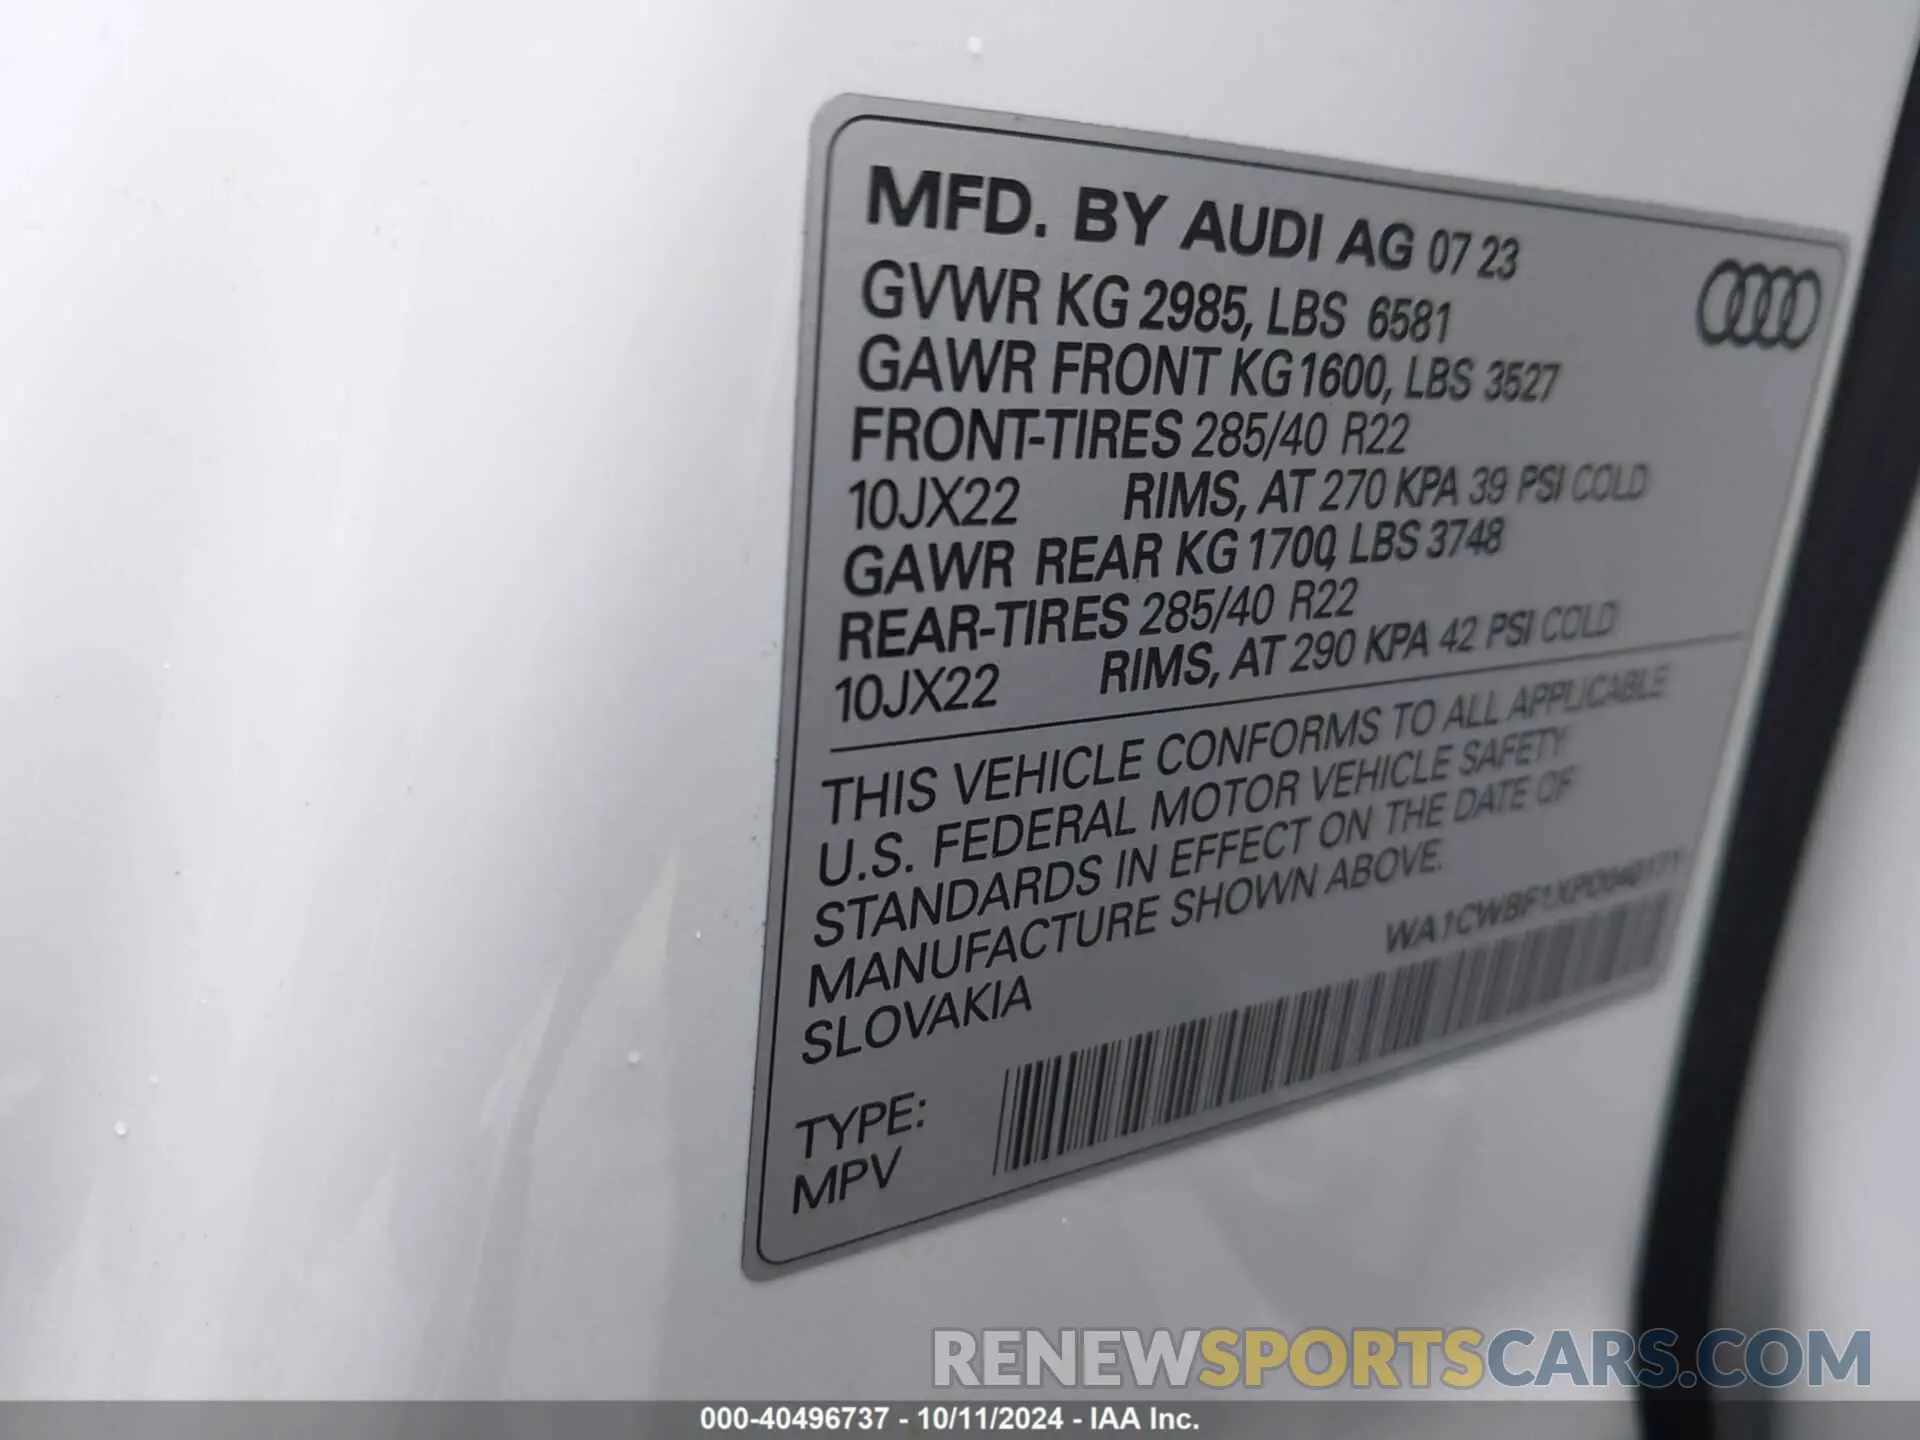 MFD. BY AUDI AG 07 23
GVWR KG 2985, LBS 6581
GAWR FRONT KG 1600, LBS 3527
FRONT-TIRES 285/40 R22
10JX22 RIMS, AT 270 KPA 39 PSI COLD
GAWR REAR KG 1700, LBS 3748
REAR-TIRES 285/40 R22
10JX22 RIMS, AT 290 KPA 42 PSI COLD
THIS VEHICLE CONFORMS TO ALL APPLICABLE
U.S. FEDERAL MOTOR VEHICLE SAFETY
STANDARDS IN EFFECT ON THE DATE OF
MANUFACTURE SHOWN ABOVE.
SLOVAKIA
TYPE:
MPV
RENEWSPORTSCARS.COM
000-40496737 - 10/11/2024 - IAA Inc.